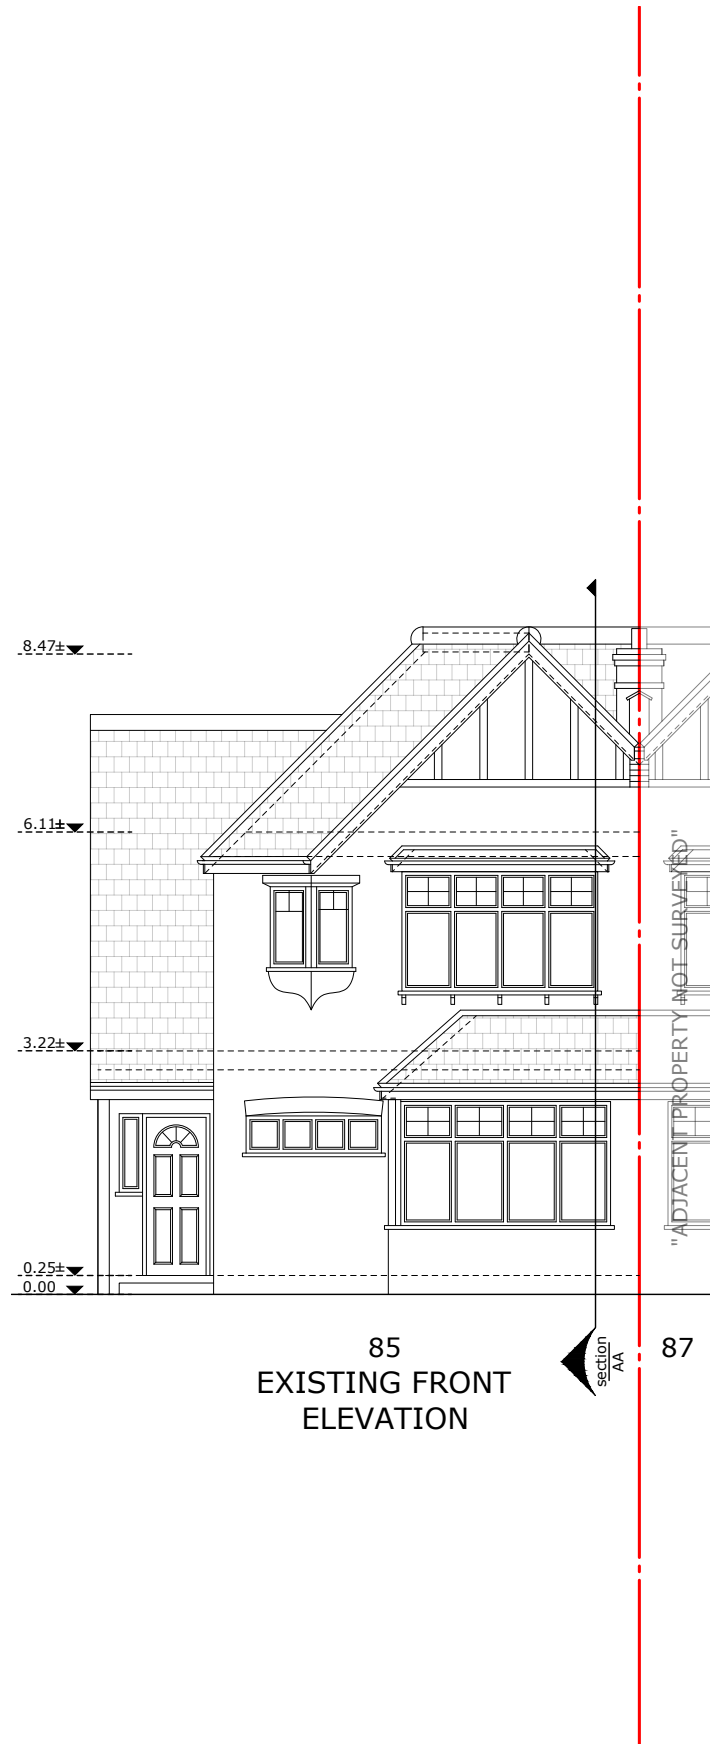 8.47±
6.11±
3.22±
0.25±
0.00
"ADJACENT PROPERTY NOT SURVEYED"
85
EXISTING FRONT
ELEVATION
section
AA
87